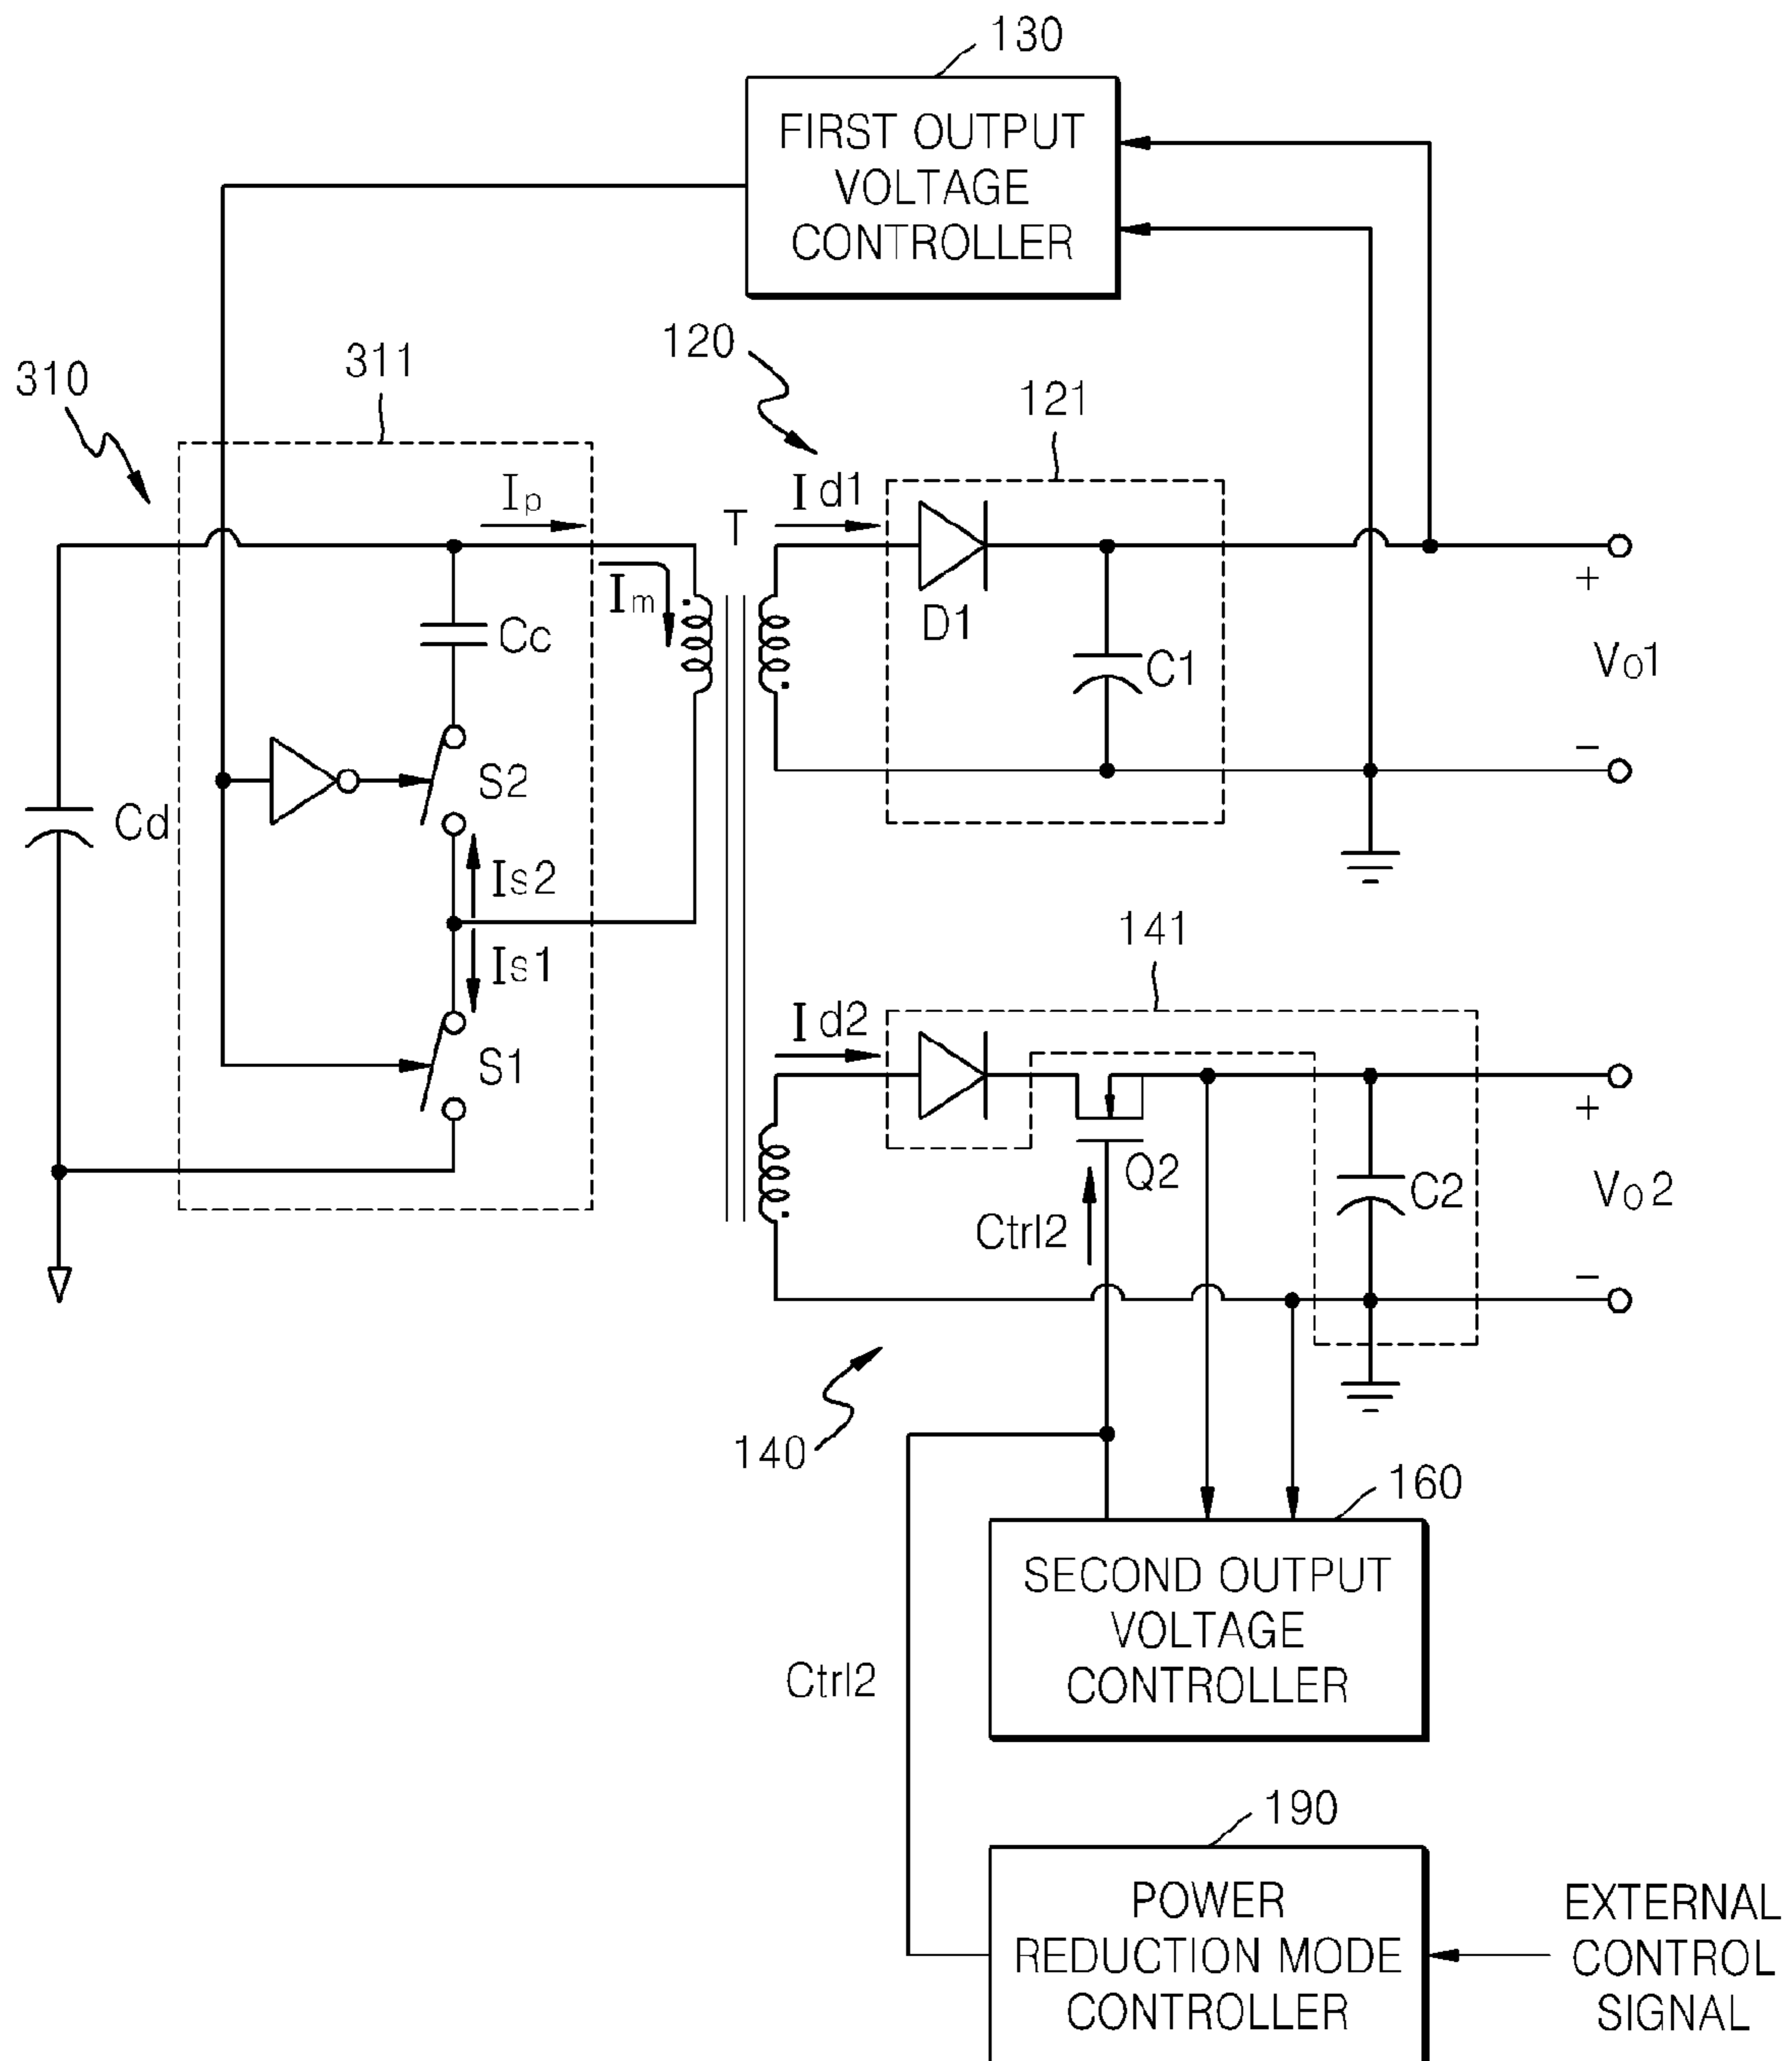 130
FIRST OUTPUT
VOLTAGE
CONTROLLER
310
311
120
121
Ip
Id1
T
Im
D1
+
Cc
C1
Vo1
S2
−
Cd
Is2
Is1
141
Id2
S1
+
Q2
C2
Vo2
Ctrl2
−
140
160
SECOND OUTPUT
VOLTAGE
CONTROLLER
Ctrl2
190
POWER
REDUCTION MODE
CONTROLLER
EXTERNAL
CONTROL
SIGNAL